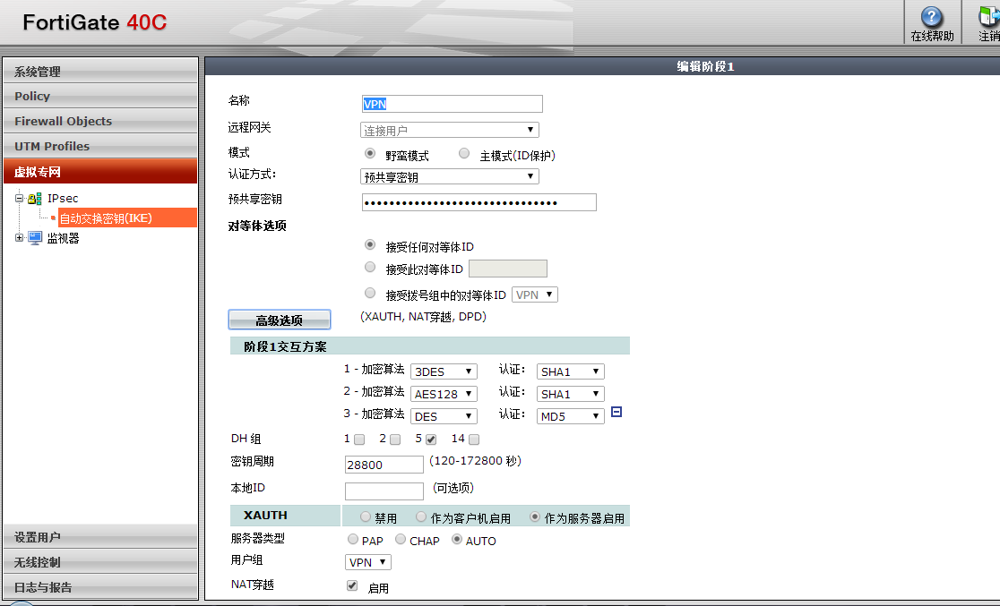 FortiGate 40C
在线帮助
注销
系统管理
Policy
Firewall Objects
UTM Profiles
虚拟专网
IPsec
自动交换密钥(IKE)
监视器
设置用户
无线控制
日志与报告
编辑阶段1
名称 VPN
远程网关 连接用户
模式 野蛮模式 主模式(ID保护)
认证方式: 预共享密钥
预共享密钥 •••••••••••••••••••••••••••••••
对等体选项
接受任何对等体ID
接受此对等体ID
接受拨号组中的对等体ID VPN
高级选项 (XAUTH, NAT穿越, DPD)
阶段1交互方案
1 - 加密算法 3DES 认证: SHA1
2 - 加密算法 AES128 认证: SHA1
3 - 加密算法 DES 认证: MD5
DH 组 1 2 5 14
密钥周期 28800 (120-172800 秒)
本地ID (可选项)
XAUTH 禁用 作为客户机启用 作为服务器启用
服务器类型 PAP CHAP AUTO
用户组 VPN
NAT穿越 启用